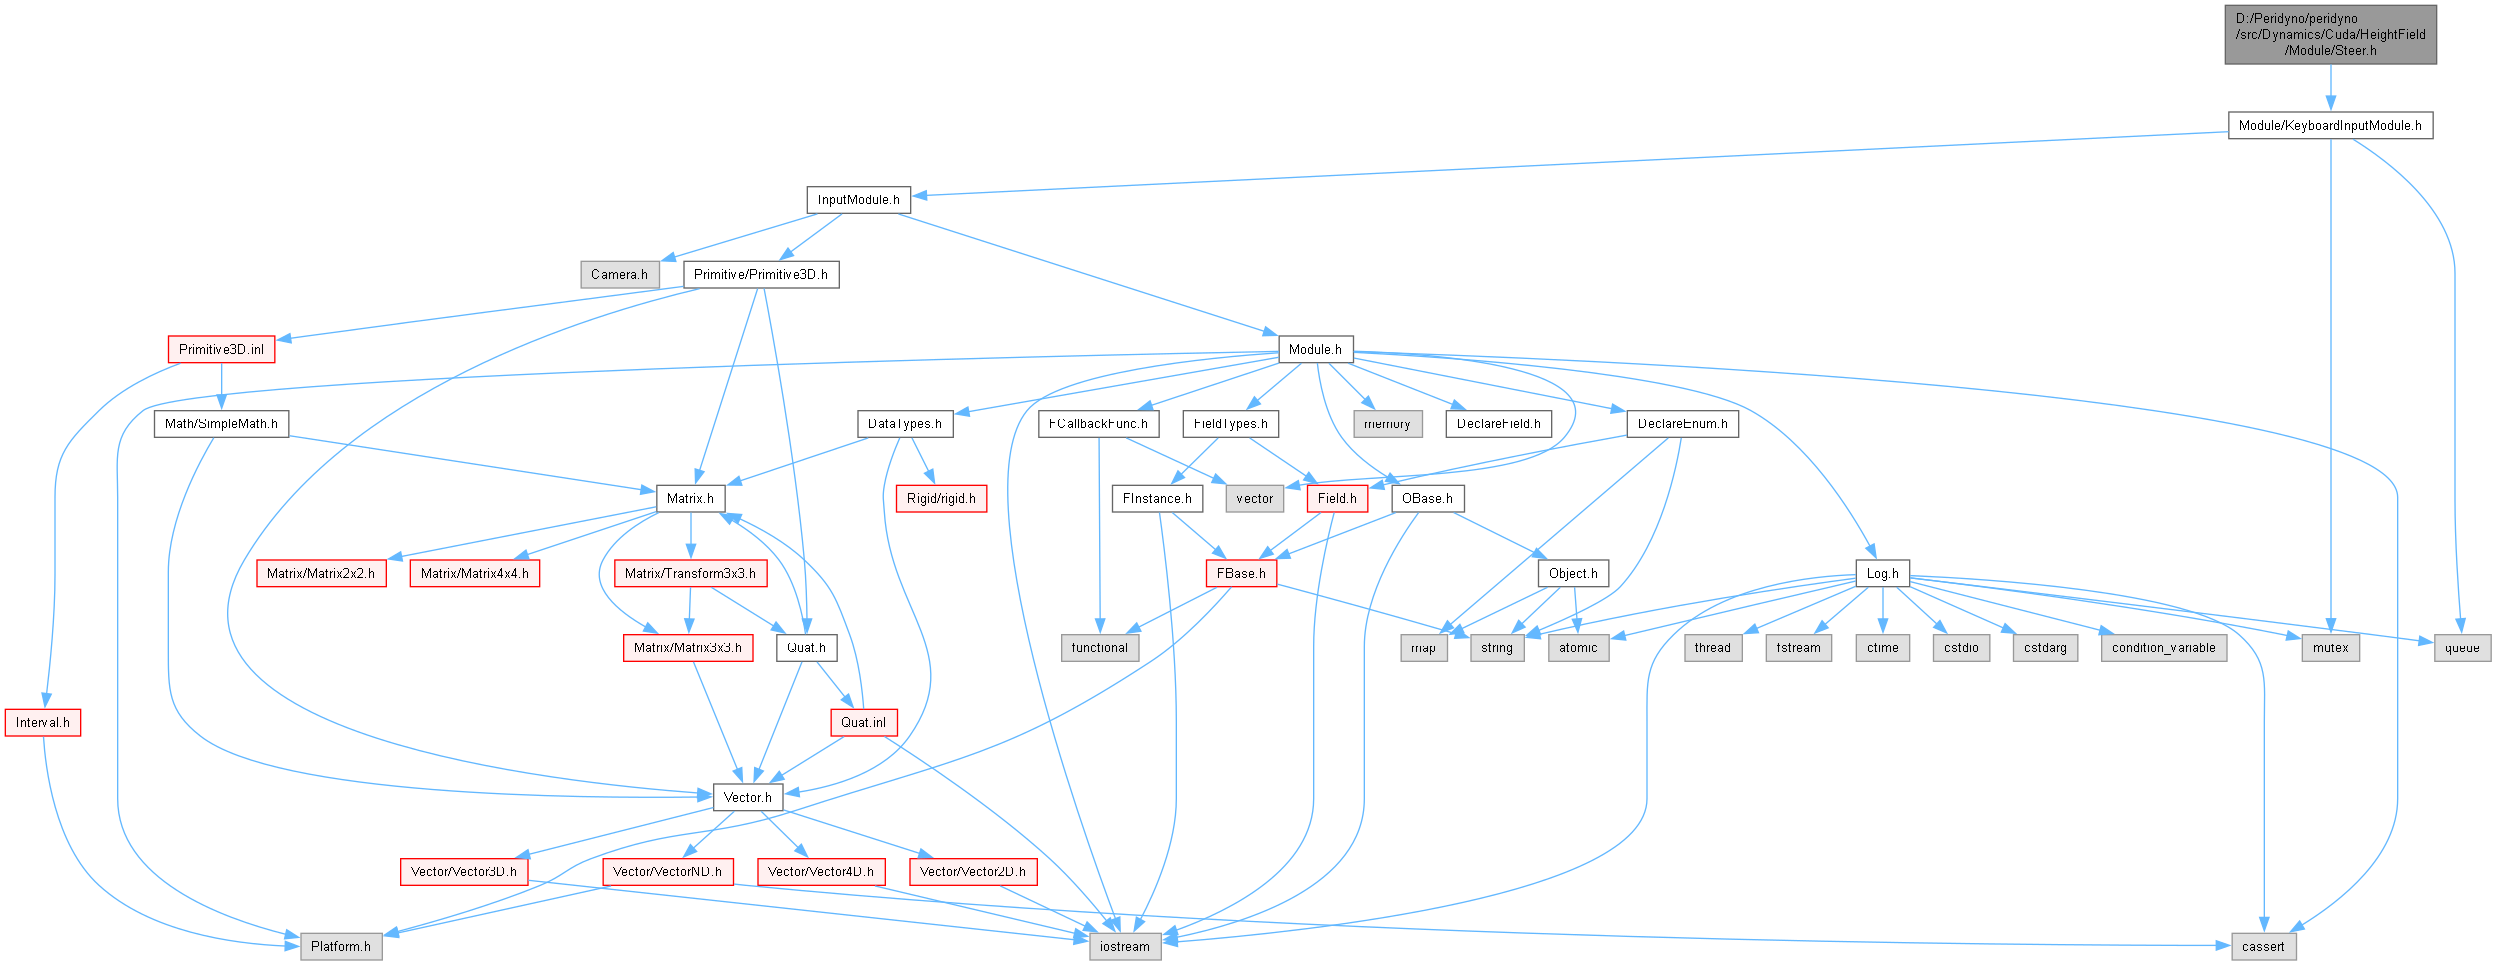 D:/Peridyno/peridyno
/src/Dynamics/Cuda/HeightField
/Module/Steer.h
Module/KeyboardInputModule.h
InputModule.h
Camera.h
Primitive/Primitive3D.h
Primitive3D.inl
Module.h
Math/SimpleMath.h
DataTypes.h
FCallbackFunc.h
FieldTypes.h
memory
DeclareField.h
DeclareEnum.h
Matrix.h
Rigid/rigid.h
FInstance.h
vector
Field.h
OBase.h
Matrix/Matrix2x2.h
Matrix/Matrix4x4.h
Matrix/Transform3x3.h
FBase.h
Object.h
Log.h
Matrix/Matrix3x3.h
Quat.h
functional
map
string
atomic
thread
fstream
ctime
cstdio
cstdarg
condition_variable
mutex
queue
Interval.h
Quat.inl
Vector.h
Vector/Vector3D.h
Vector/VectorND.h
Vector/Vector4D.h
Vector/Vector2D.h
Platform.h
iostream
cassert